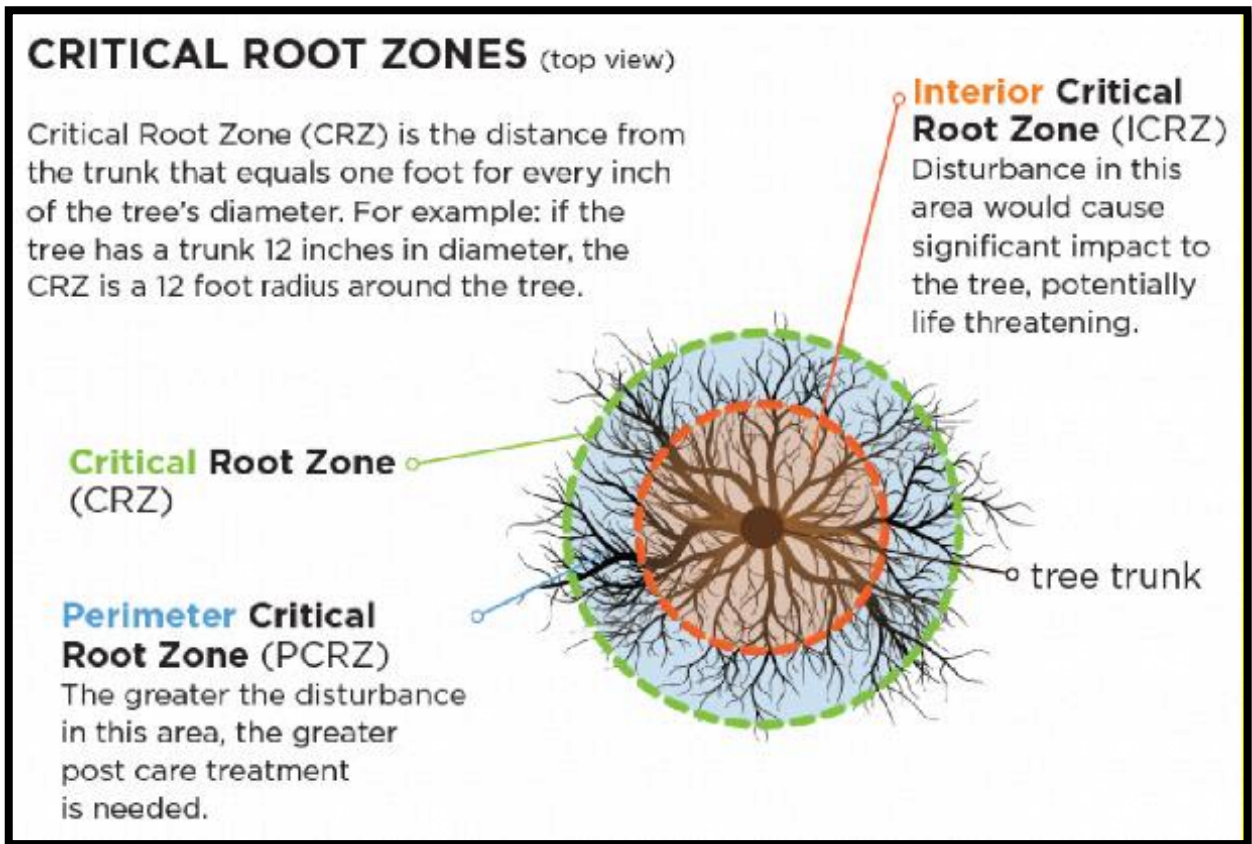 CRITICAL ROOT ZONES (top view)
Critical Root Zone (CRZ) is the distance from
the trunk that equals one foot for every inch
of the tree's diameter. For example: if the
tree has a trunk 12 inches in diameter, the
CRZ is a 12 foot radius around the tree.
Interior Critical
Root Zone (ICRZ)
Disturbance in this
area would cause
significant impact to
the tree, potentially
life threatening.
Critical Root Zone
(CRZ)
tree trunk
Perimeter Critical
Root Zone (PCRZ)
The greater the disturbance
in this area, the greater
post care treatment
is needed.